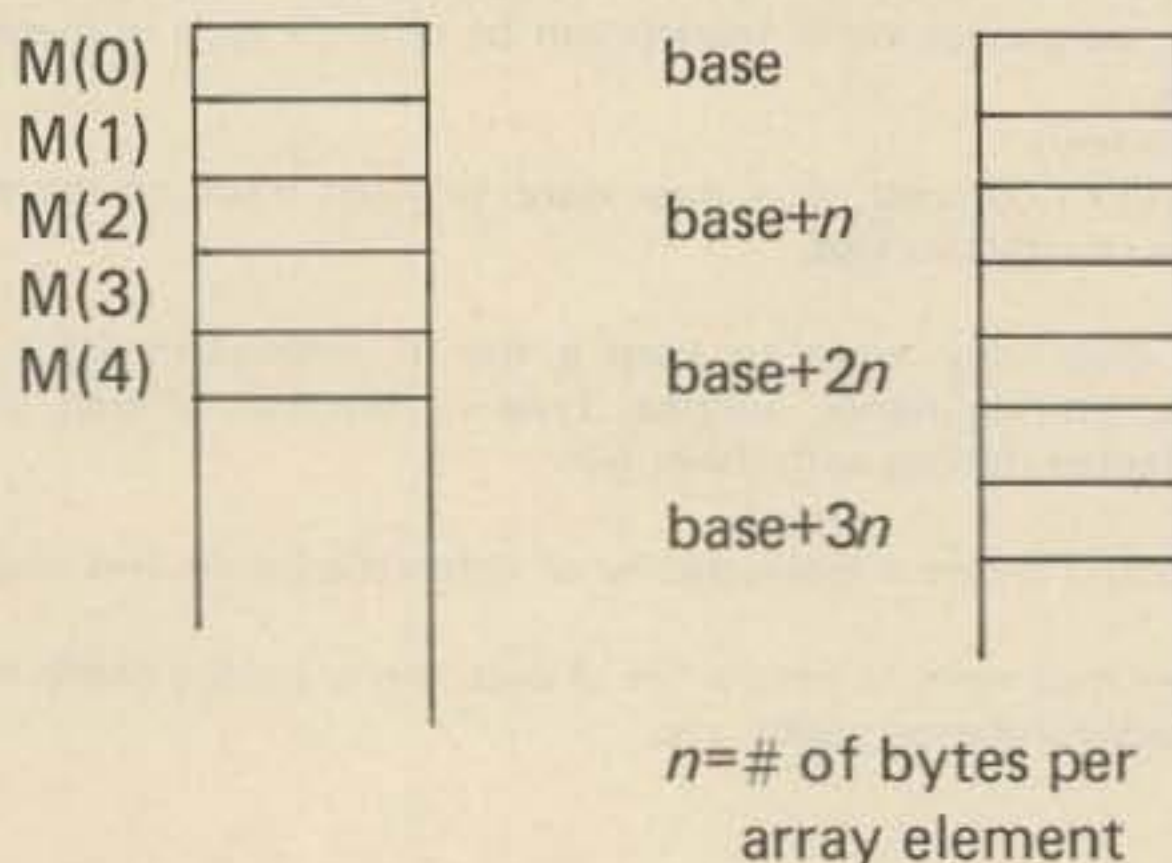 M(0)
M(1)
M(2)
M(3)
M(4)
base
base+n
base+2n
base+3n
n=# of bytes per
array element